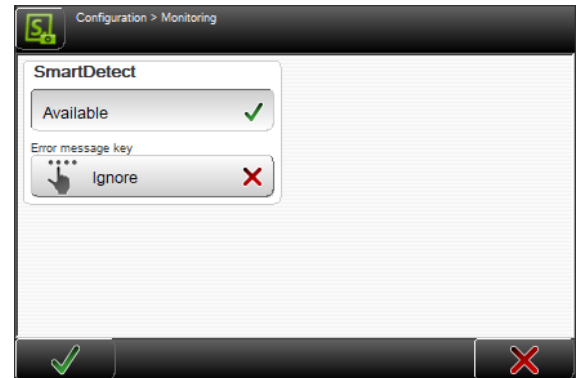 Configuration > Monitoring
SmartDetect
Available
Error message key
Ignore